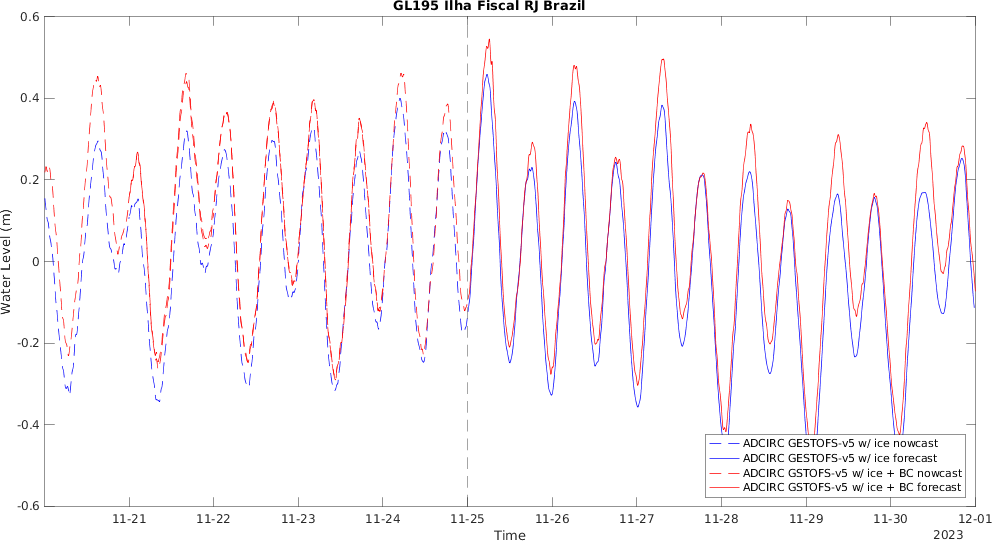 GL195 Ilha Fiscal RJ Brazil
0.6
0.4
0.2
0
-0.2
-0.4
-0.6
Water Level (m)
ADCIRC GESTOFS-v5 w/ ice nowcast
ADCIRC GESTOFS-v5 w/ ice forecast
ADCIRC GSTOFS-v5 w/ ice + BC nowcast
ADCIRC GSTOFS-v5 w/ ice + BC forecast
11-21 11-22 11-23 11-24 11-25 11-26 11-27 11-28 11-29 11-30 12-01
Time
2023